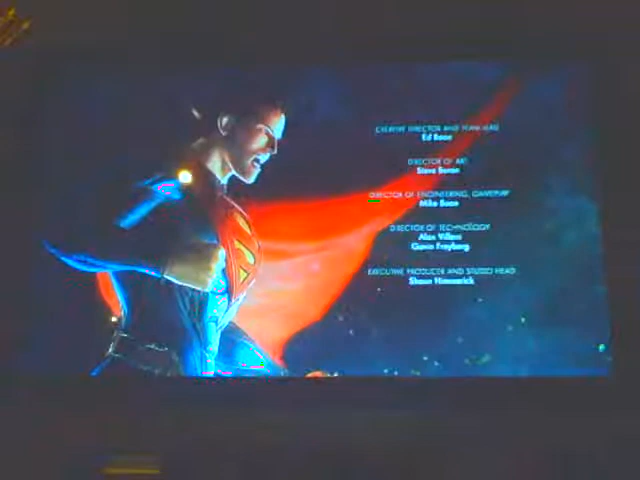 CREATIVE DIRECTOR AND TEAM LEAD
Ed Boon
DIRECTOR OF ART
Steve Beran
DIRECTOR OF ENGINEERING, GAMEPLAY
Mike Boon
DIRECTOR OF TECHNOLOGY
Alan Villani
Gavin Freyberg
EXECUTIVE PRODUCER AND STUDIO HEAD
Shaun Himmerick